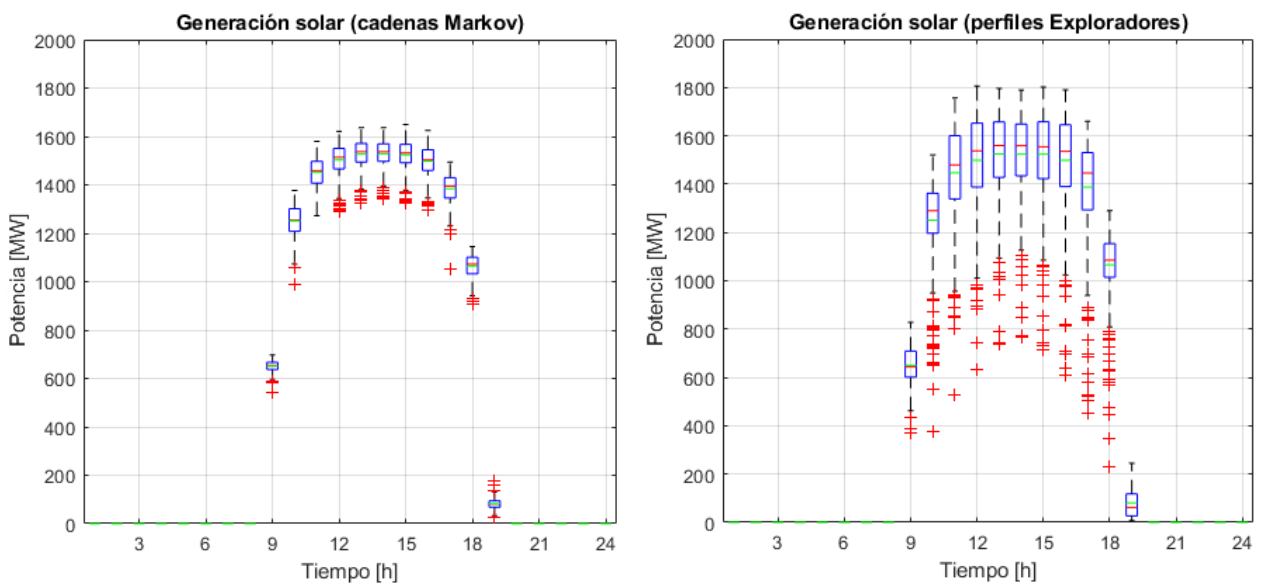 Generación solar (cadenas Markov)
Potencia [MW]
2000
1800
1600
1400
1200
1000
800
600
400
200
0
3 6 9 12 15 18 21 24
Tiempo [h]
Generación solar (perfiles Exploradores)
Potencia [MW]
2000
1800
1600
1400
1200
1000
800
600
400
200
0
3 6 9 12 15 18 21 24
Tiempo [h]